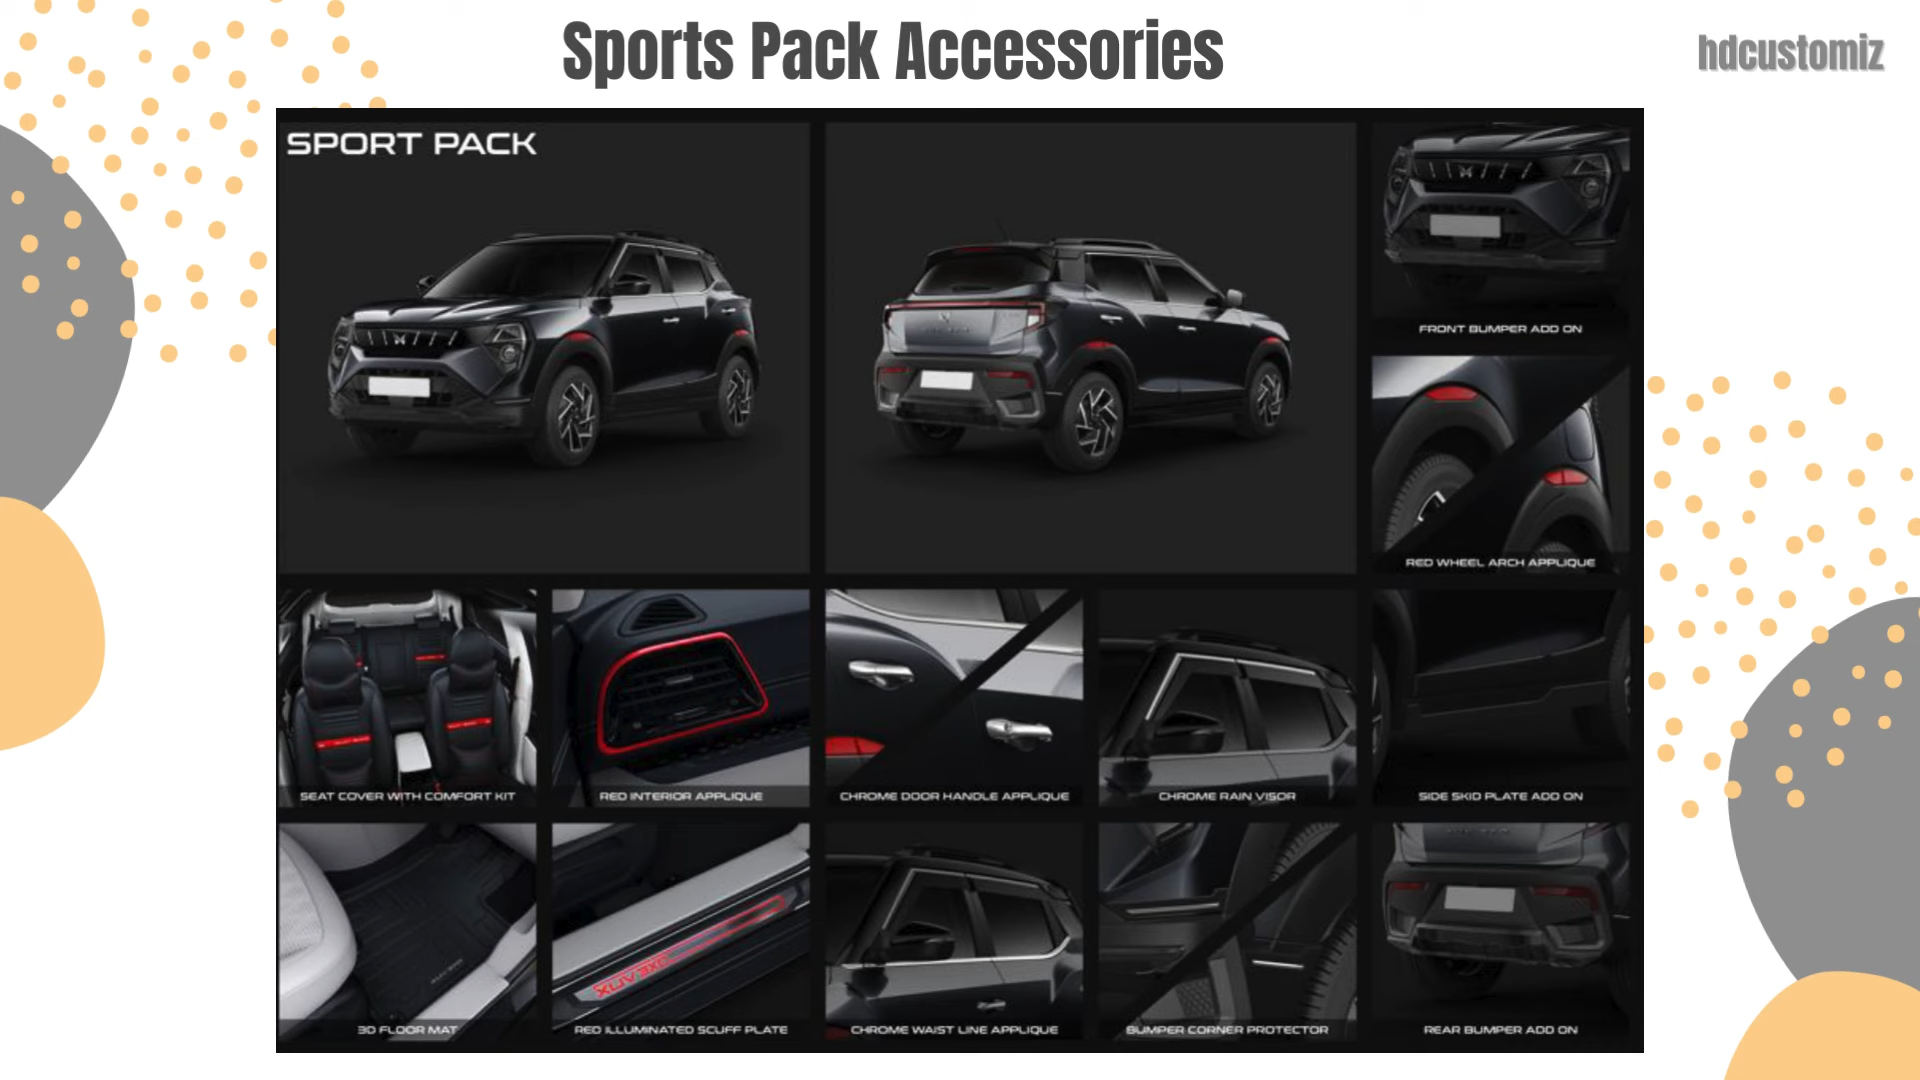 Sports Pack Accessories
hdcustomiz
SPORT PACK
FRONT BUMPER ADD ON
RED WHEEL ARCH APPLIQUE
SEAT COVER WITH COMFORT KIT
RED INTERIOR APPLIQUE
CHROME DOOR HANDLE APPLIQUE
CHROME RAIN VISOR
SIDE SKID PLATE ADD ON
XUV 3XO
3D FLOOR MAT
RED ILLUMINATED SCUFF PLATE
CHROME WAIST LINE APPLIQUE
BUMPER CORNER PROTECTOR
REAR BUMPER ADD ON